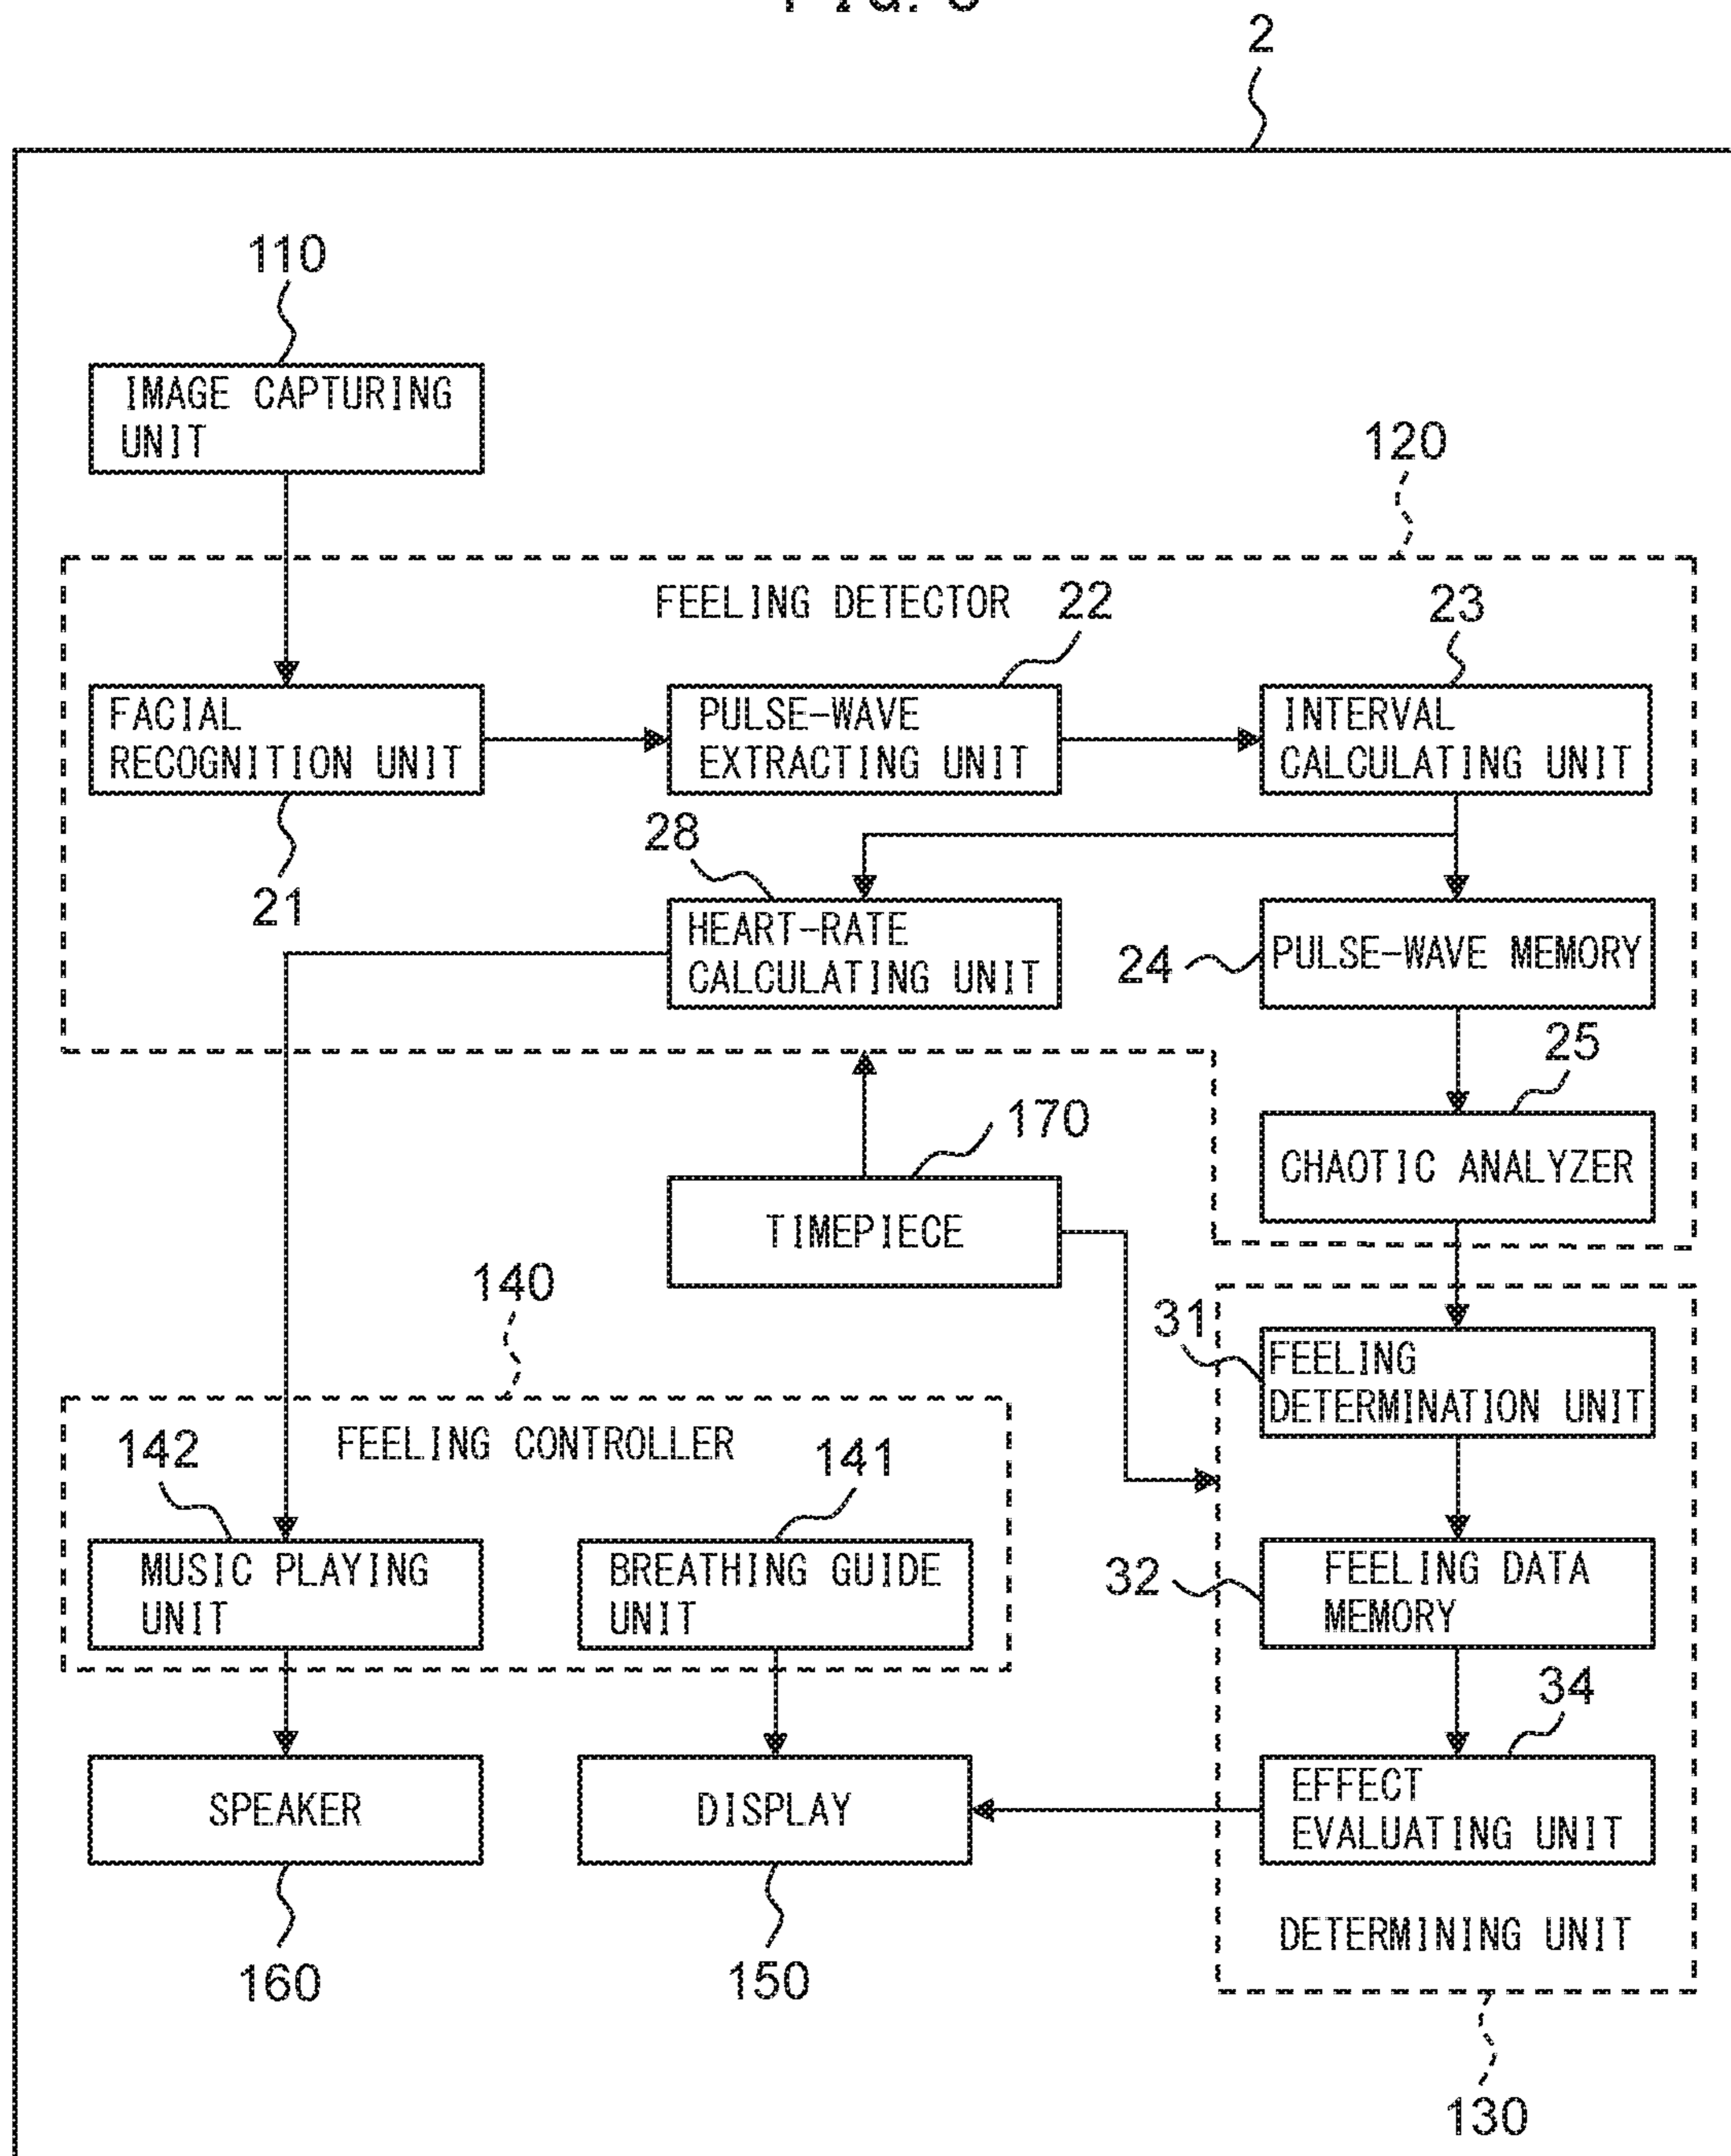 2
110
IMAGE CAPTURING
UNIT
120
FEELING DETECTOR
22
23
FACIAL
RECOGNITION UNIT
PULSE-WAVE
EXTRACTING UNIT
INTERVAL
CALCULATING UNIT
21
28
HEART-RATE
CALCULATING UNIT
24
PULSE-WAVE MEMORY
25
CHAOTIC ANALYZER
170
TIMEPIECE
140
31
FEELING
DETERMINATION UNIT
FEELING CONTROLLER
142
141
MUSIC PLAYING
UNIT
BREATHING GUIDE
UNIT
32
FEELING DATA
MEMORY
34
SPEAKER
DISPLAY
EFFECT
EVALUATING UNIT
160
150
DETERMINING UNIT
130